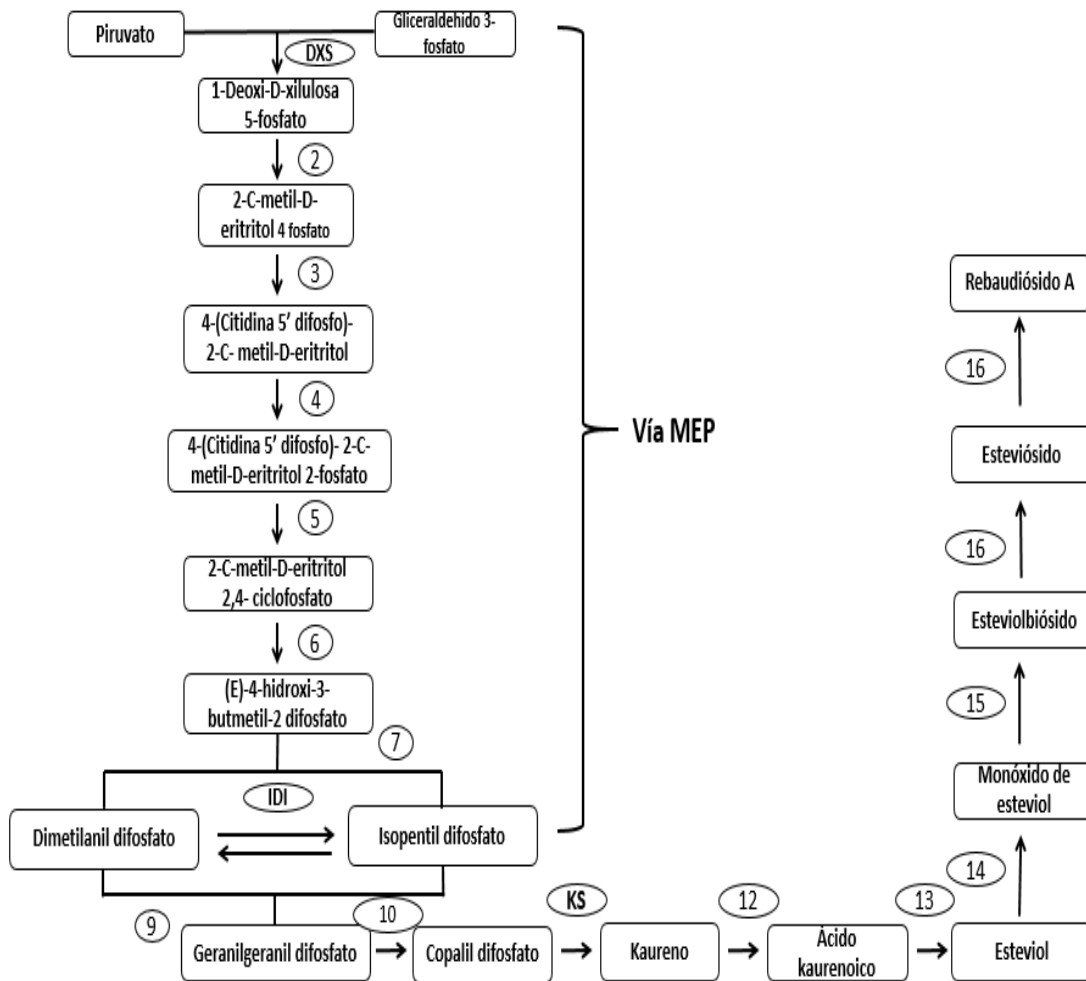 Piruvato
Gliceraldehido 3-
fosfato
DXS
1-Deoxi-D-xilulosa
5-fosfato
2
2-C-metil-D-
eritritol 4 fosfato
3
4-(Citidina 5' difosfo)-
2-C- metil-D-eritritol
4
4-(Citidina 5' difosfo)- 2-C-
metil-D-eritritol 2-fosfato
5
2-C-metil-D-eritritol
2,4- ciclofosfato
6
(E)-4-hidroxi-3-
butmetil-2 difosfato
7
IDI
Dimetilanil difosfato
Isopentil difosfato
Vía MEP
9
Geranilgeranil difosfato
10
Copalil difosfato
KS
Kaureno
12
Ácido
kaurenoico
13
Esteviol
14
Monóxido de
esteviol
15
Esteviolbiósido
16
Esteviósido
16
Rebaudiósido A